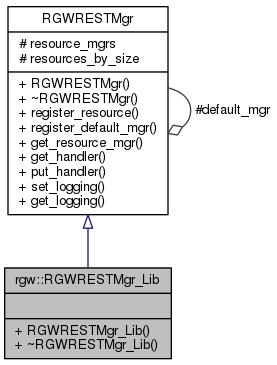 RGWRESTMgr
# resource_mgrs
# resources_by_size
+ RGWRESTMgr()
+ ~RGWRESTMgr()
+ register_resource()
+ register_default_mgr()
+ get_resource_mgr()
+ get_handler()
+ put_handler()
+ set_logging()
+ get_logging()
#default_mgr
rgw::RGWRESTMgr_Lib
+ RGWRESTMgr_Lib()
+ ~RGWRESTMgr_Lib()